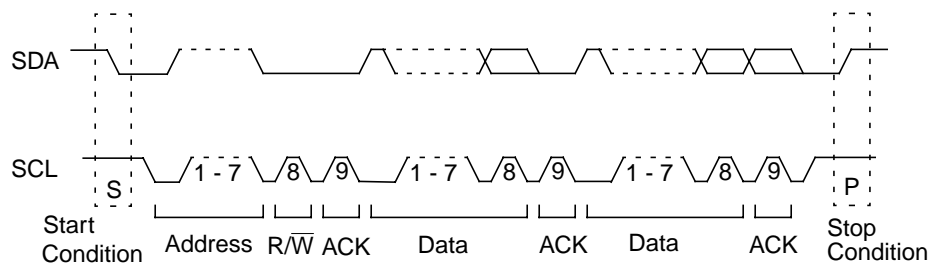 SDA
SCL
1 - 7 8 9 1 - 7 8 9 1 - 7 8 9
S P
Start Condition Address R/W̅ ACK Data ACK Data ACK Stop Condition